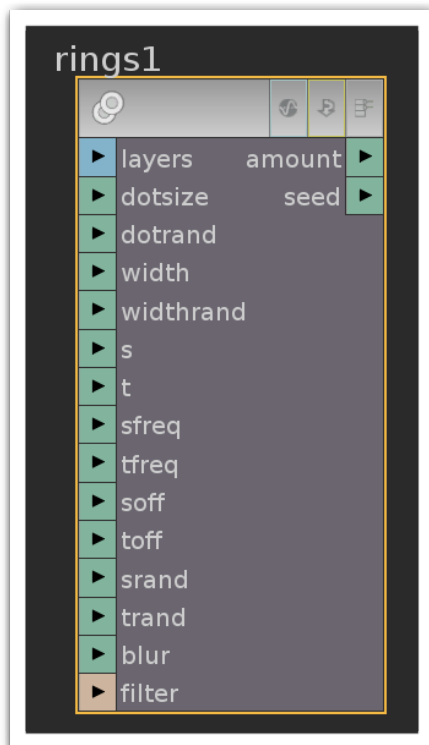 rings1
layers amount
dotsize seed
dotrand
width
widthrand
s
t
sfreq
tfreq
soff
toff
srand
trand
blur
filter